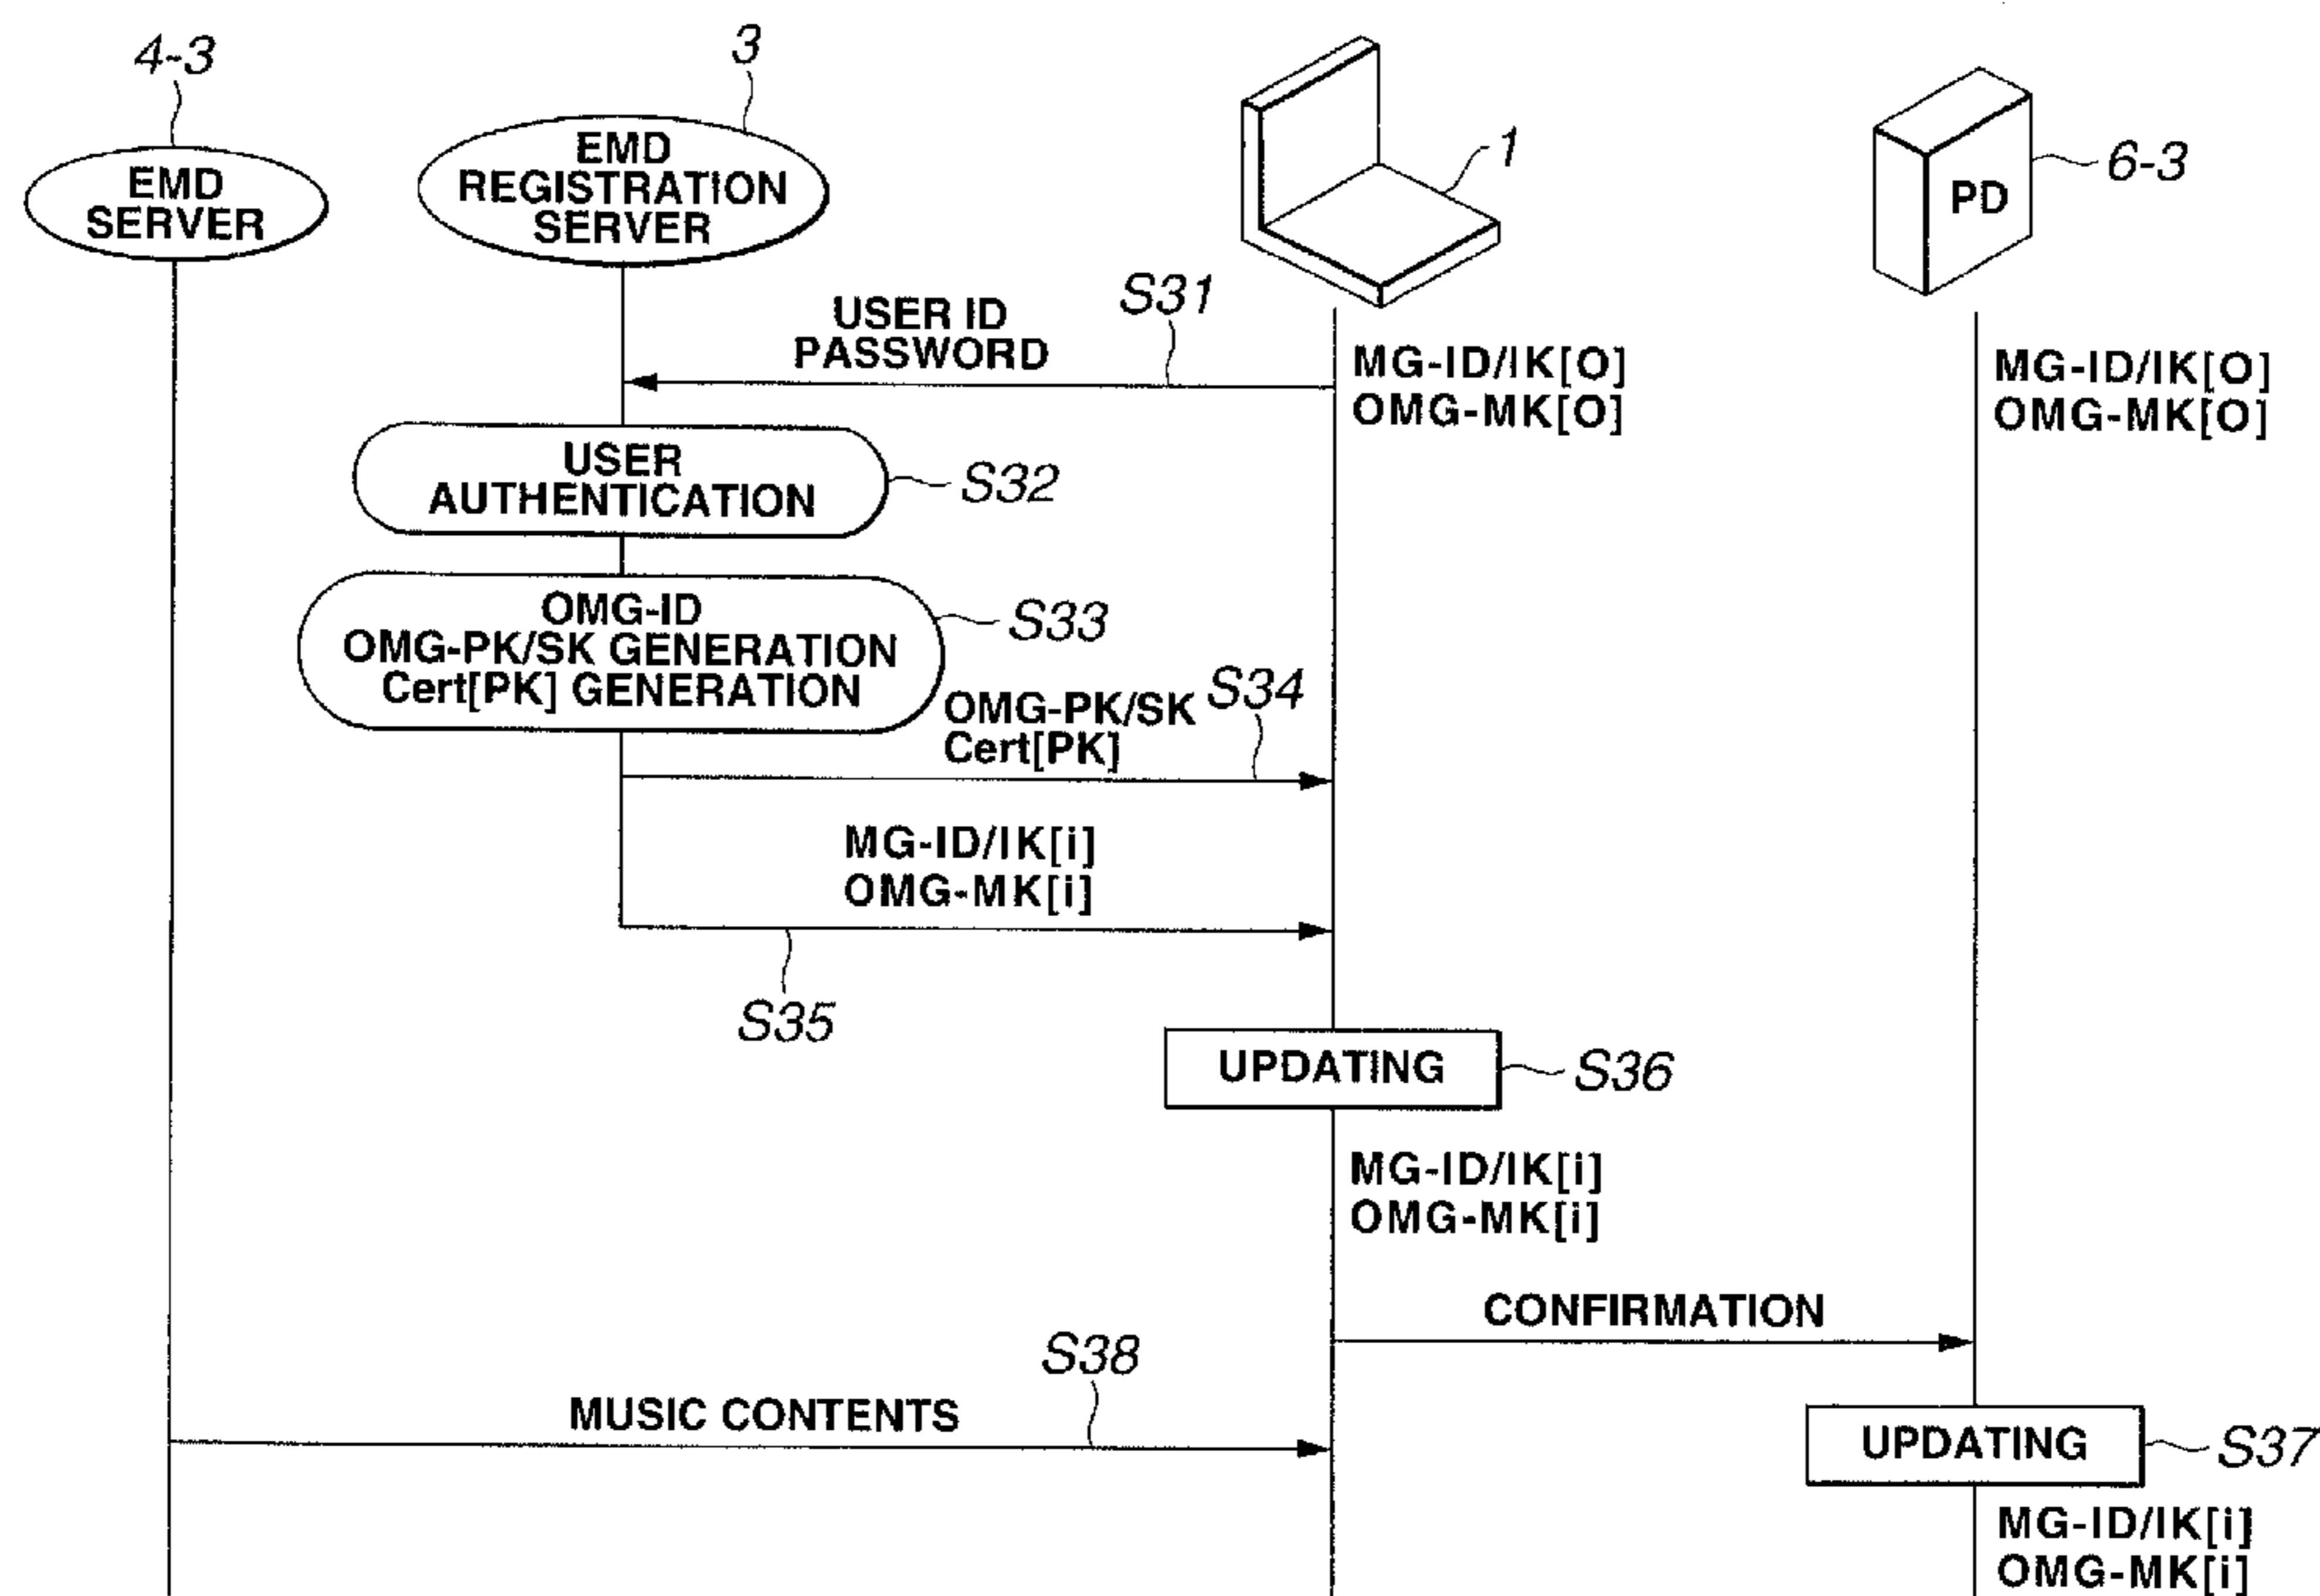 4-3
3
EMD
SERVER
EMD
REGISTRATION
SERVER
1
PD
6-3
USER ID
PASSWORD
S31
MG-ID/IK[O]
OMG-MK[O]
MG-ID/IK[O]
OMG-MK[O]
USER
AUTHENTICATION
S32
OMG-ID
OMG-PK/SK GENERATION
Cert[PK] GENERATION
S33
OMG-PK/SK
Cert[PK]
S34
MG-ID/IK[i]
OMG-MK[i]
S35
UPDATING
S36
MG-ID/IK[i]
OMG-MK[i]
CONFIRMATION
S38
MUSIC CONTENTS
UPDATING
S37
MG-ID/IK[i]
OMG-MK[i]